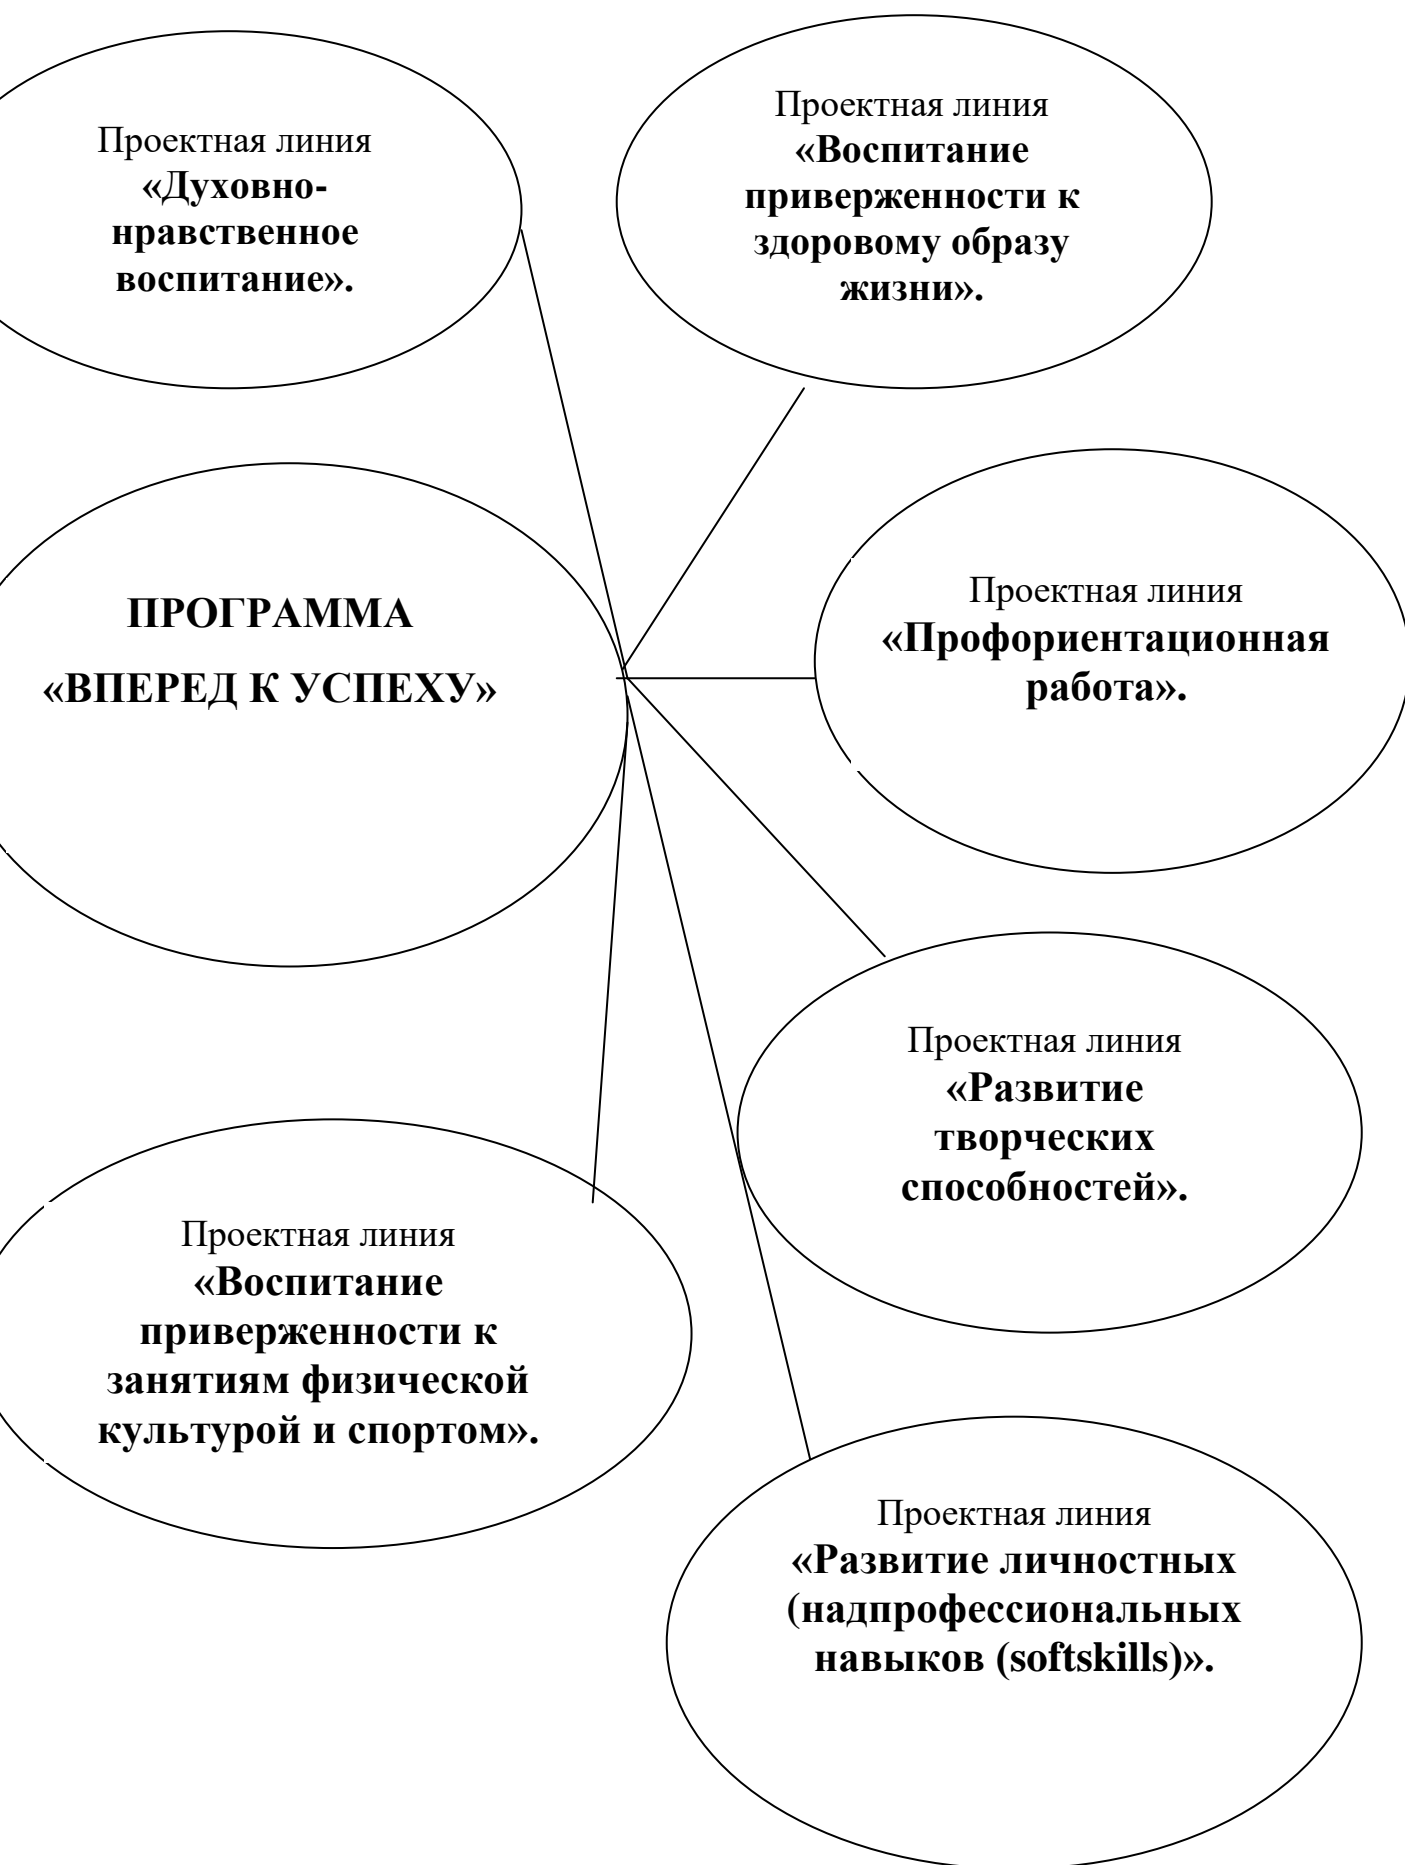 Проектная линия
«Духовно-
нравственное
воспитание».
Проектная линия
«Воспитание
приверженности к
здоровому образу
жизни».
ПРОГРАММА
«ВПЕРЕД К УСПЕХУ»
Проектная линия
«Профориентационная
работа».
Проектная линия
«Развитие
творческих
способностей».
Проектная линия
«Воспитание
приверженности к
занятиям физической
культурой и спортом».
Проектная линия
«Развитие личностных
(надпрофессиональных
навыков (softskills)».